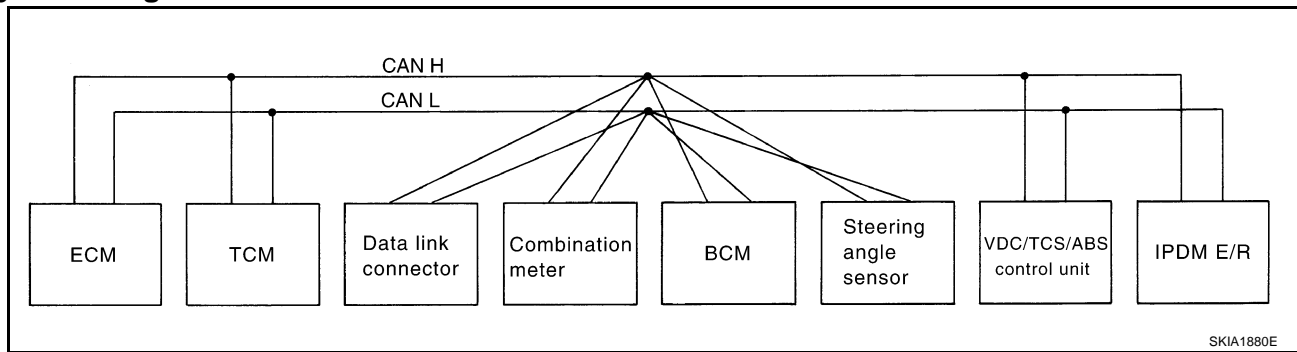 CAN H
CAN L
ECM
TCM
Data link
connector
Combination
meter
BCM
Steering
angle
sensor
VDC/TCS/ABS
control unit
IPDM E/R
SKIA1880E